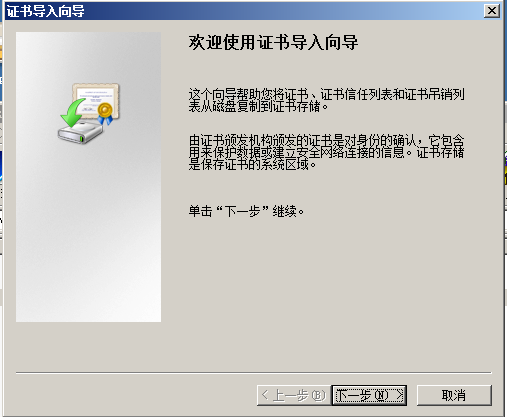 证书导入向导
欢迎使用证书导入向导
这个向导帮助您将证书、证书信任列表和证书吊销列
表从磁盘复制到证书存储。
由证书颁发机构颁发的证书是对身份的确认，它包含
用来保护数据或建立安全网络连接的信息。证书存储
是保存证书的系统区域。
单击“下一步”继续。
< 上一步(B) 下一步(N) > 取消